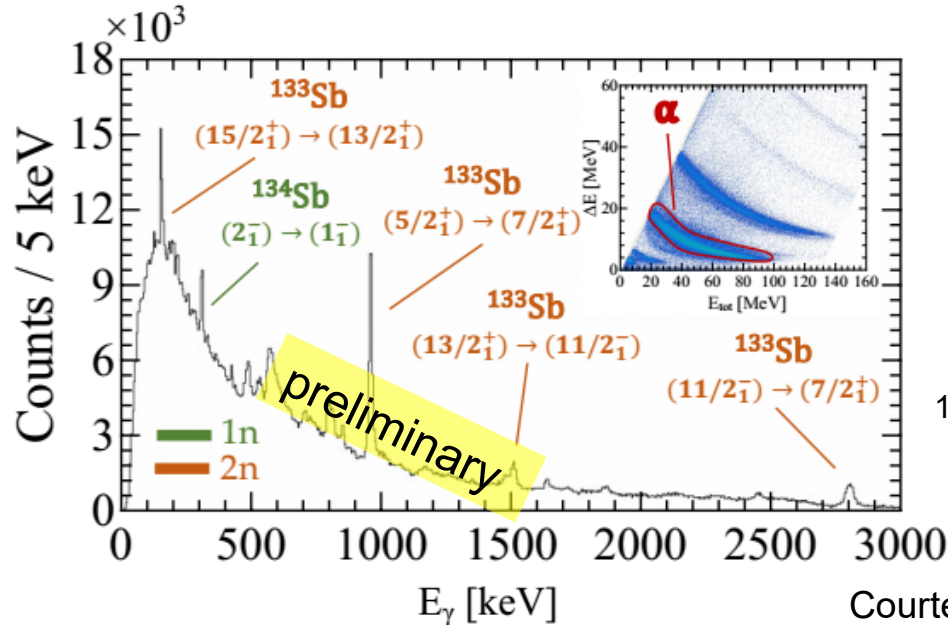 ×10³
18
15
12
9
6
3
0
Counts / 5 keV
¹³³Sb
(15/2₁⁺) → (13/2₁⁺)
¹³⁴Sb
(2₁⁻) → (1₁⁻)
¹³³Sb
(5/2₁⁺) → (7/2₁⁺)
¹³³Sb
(13/2₁⁺) → (11/2₁⁻)
¹³³Sb
(11/2₁⁻) → (7/2₁⁺)
α
60
40
20
0
ΔE [MeV]
0 20 40 60 80 100 120 140 160
Eₜₒₜ [MeV]
preliminary
1n
2n
0 500 1000 1500 2000 2500 3000
Eᵧ [keV]
1
Courte